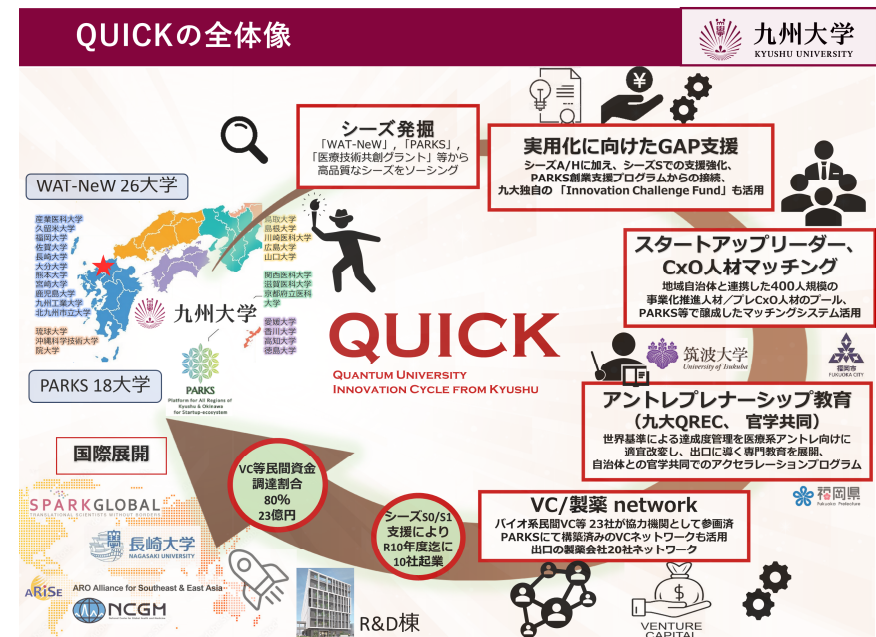 QUICKの全体像
九州大学
KYUSHU UNIVERSITY
シーズ発掘
「WAT-NeW」,「PARKS」,
「医療技術共創グラント」等から
高品質なシーズをソーシング
実用化に向けたGAP支援
シーズA/Hに加え、シーズSでの支援強化、
PARKS創業支援プログラムからの接続、
九大独自の「Innovation Challenge Fund」も活用
WAT-NeW 26大学
産業医科大学
久留米大学
福岡大学
佐賀大学
長崎大学
大分大学
熊本大学
宮崎大学
鹿児島大学
九州工業大学
北九州市立大学
琉球大学
沖縄科学技術大学
院大学
鳥取大学
島根大学
川崎医科大学
広島大学
山口大学
関西医科大学
滋賀医科大学
京都府立医科
大学
愛媛大学
香川大学
高知大学
徳島大学
九州大学
PARKS
Platform for All Regions of
Kyushu & Okinawa
for Startup-ecosystem
PARKS 18大学
スタートアップリーダー、
CxO人材マッチング
地域自治体と連携した400人規模の
事業化推進人材／プレCxO人材のプール、
PARKS等で醸成したマッチングシステム活用
QUICK
QUANTUM UNIVERSITY
INNOVATION CYCLE FROM KYUSHU
筑波大学
University of Tsukuba
福岡市
FUKUOKA CITY
アントレプレナーシップ教育
（九大QREC、 官学共同）
世界基準による達成度管理を医療系アントレ向けに
適宜改変し、出口に導く専門教育を展開、
自治体との官学共同でのアクセラレーションプログラム
福岡県
Fukuoka Prefecture
VC/製薬 network
バイオ系民間VC等 23社が協力機関として参画済
PARKSにて構築済みのVCネットワークも活用
出口の製薬会社20社ネットワーク
VENTURE
CAPITAL
シーズS0/S1
支援により
R10年度迄に
10社起業
VC等民間資金
調達割合
80%
23億円
R&D棟
国際展開
SPARKGLOBAL
TRANSLATIONAL SCIENTISTS WITHOUT BORDERS
長崎大学
NAGASAKI UNIVERSITY
ARISE
ARO Alliance for Southeast & East Asia
NCGM